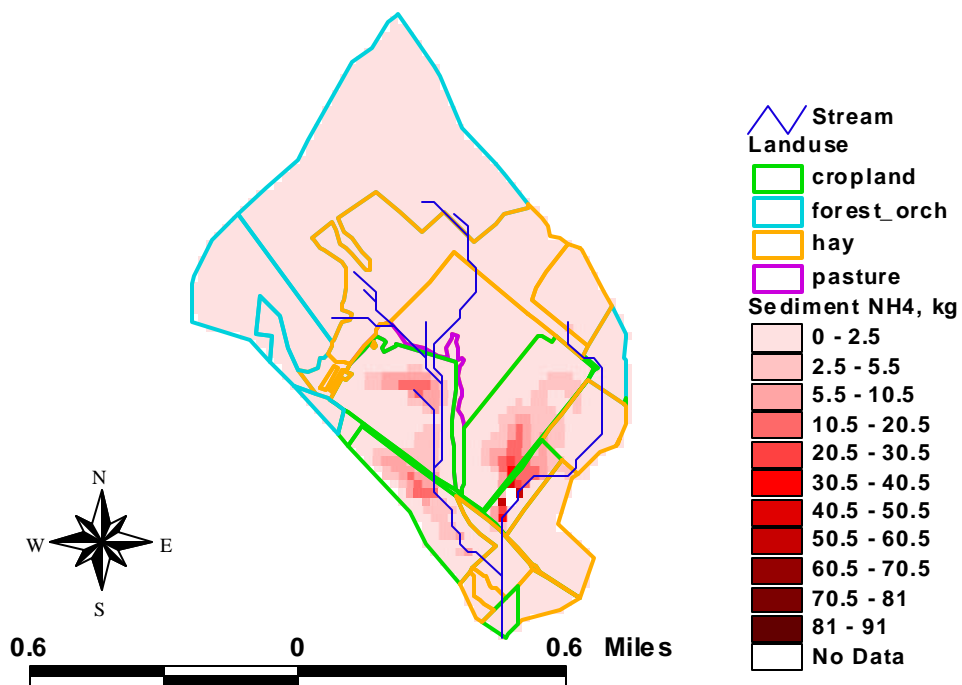 Stream
Landuse
cropland
forest_orch
hay
pasture
Sediment NH4, kg
0 - 2.5
2.5 - 5.5
5.5 - 10.5
10.5 - 20.5
20.5 - 30.5
30.5 - 40.5
40.5 - 50.5
50.5 - 60.5
60.5 - 70.5
70.5 - 81
81 - 91
No Data
N
W E
S
0.6 0 0.6 Miles